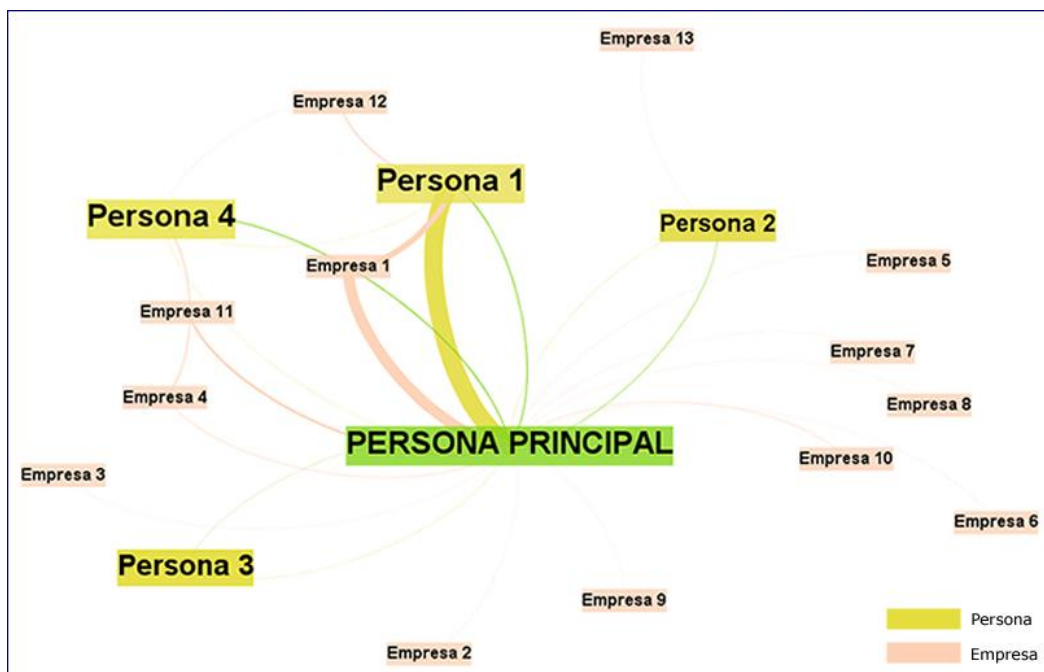 Empresa 13
Empresa 12
Persona 1
Persona 4
Persona 2
Empresa 1
Empresa 5
Empresa 11
Empresa 7
Empresa 4
Empresa 8
PERSONA PRINCIPAL
Empresa 10
Empresa 3
Empresa 6
Persona 3
Empresa 9
Persona
Empresa 2
Empresa